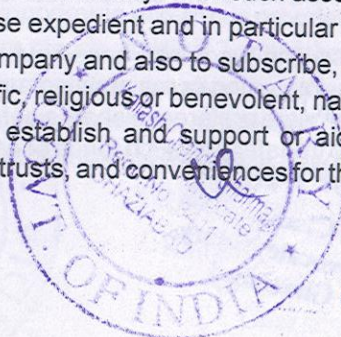 se expedient and in particular
mpany and also to subscribe,
fic, religious or benevolent, na
establish and support or aid
trusts, and conveniences for th
NOTARY
GOVT. OF INDIA
GHAZIABAD